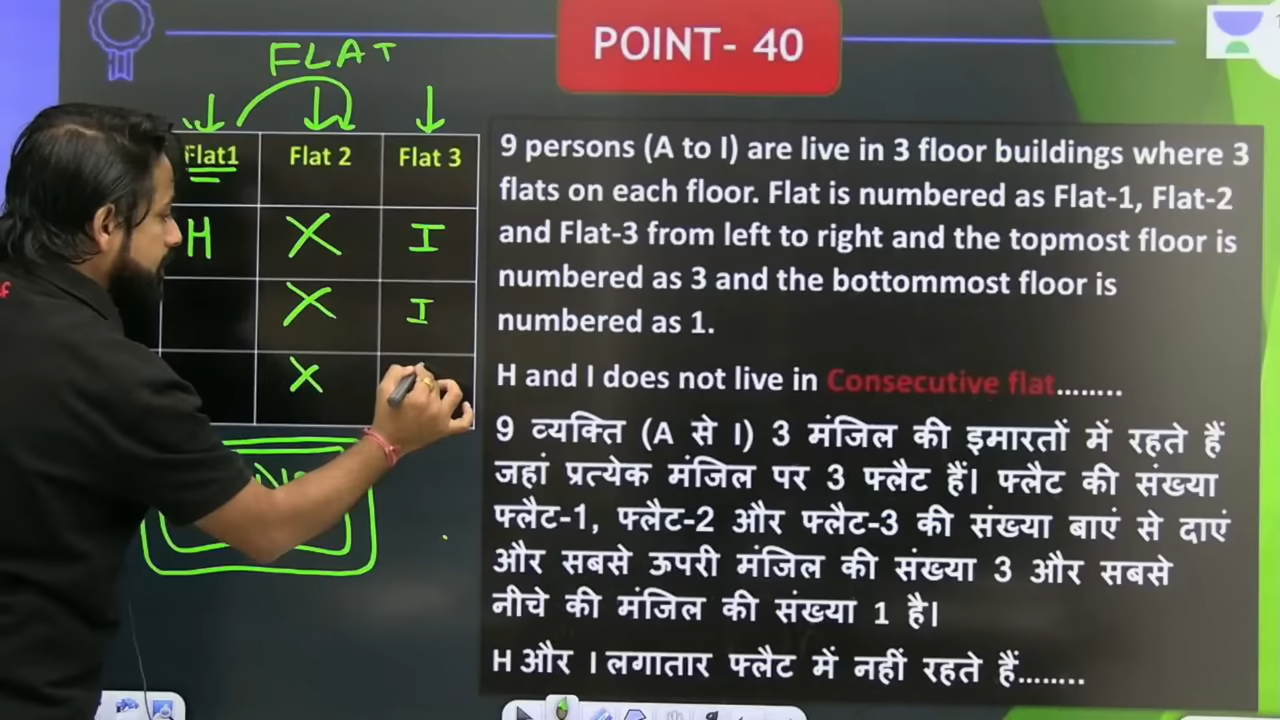 POINT- 40
FLAT
Flat1 Flat 2 Flat 3
H X I
X I
X
9 persons (A to I) are live in 3 floor buildings where 3
flats on each floor. Flat is numbered as Flat-1, Flat-2
and Flat-3 from left to right and the topmost floor is
numbered as 3 and the bottommost floor is
numbered as 1.
H and I does not live in Consecutive flat........
9 व्यक्ति (A से I) 3 मंजिल की इमारतों में रहते हैं
जहां प्रत्येक मंजिल पर 3 फ्लैट हैं। फ्लैट की संख्या
फ्लैट-1, फ्लैट-2 और फ्लैट-3 की संख्या बाएं से दाएं
और सबसे ऊपरी मंजिल की संख्या 3 और सबसे
नीचे की मंजिल की संख्या 1 है।
H और I लगातार फ्लैट में नहीं रहते हैं........